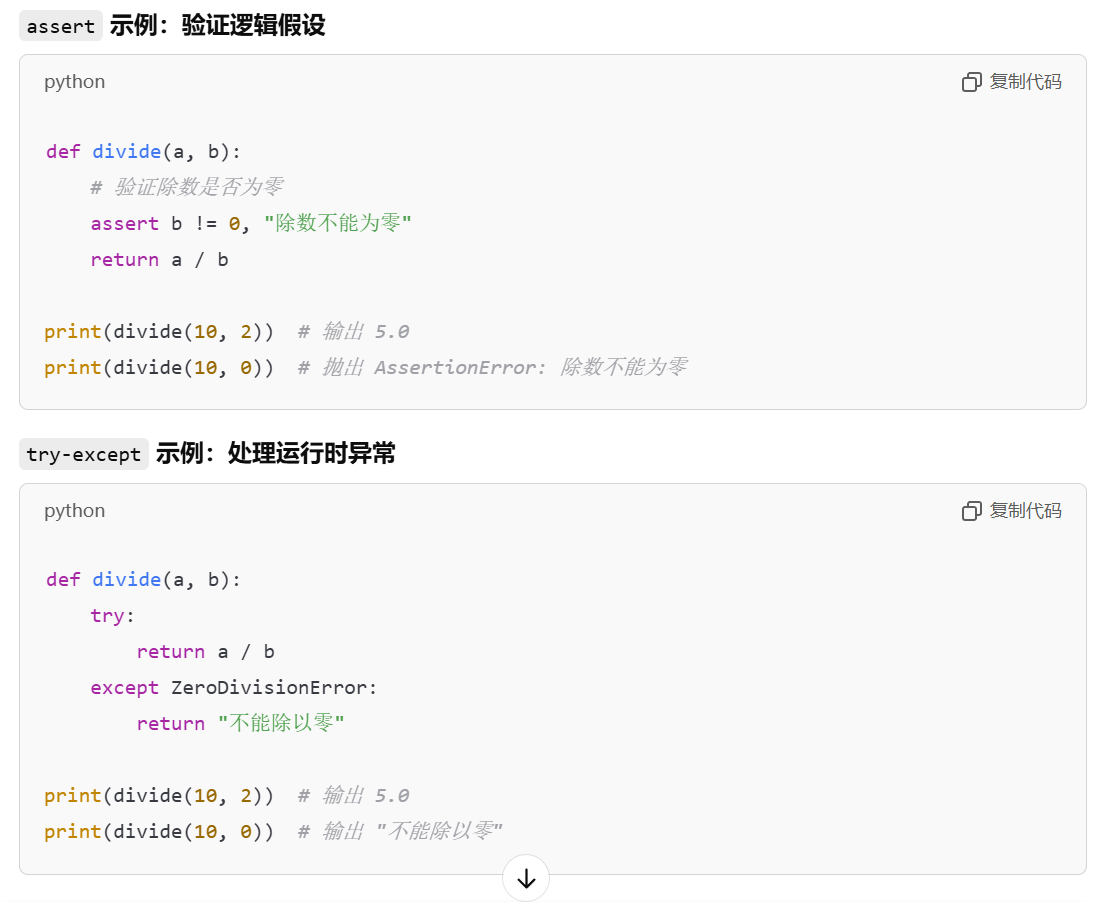 assert 示例：验证逻辑假设
python 复制代码
def divide(a, b):
    # 验证除数是否为零
    assert b != 0, "除数不能为零"
    return a / b
print(divide(10, 2))  # 输出 5.0
print(divide(10, 0))  # 抛出 AssertionError: 除数不能为零
try-except 示例：处理运行时异常
python 复制代码
def divide(a, b):
    try:
        return a / b
    except ZeroDivisionError:
        return "不能除以零"
print(divide(10, 2))  # 输出 5.0
print(divide(10, 0))  # 输出 "不能除以零"